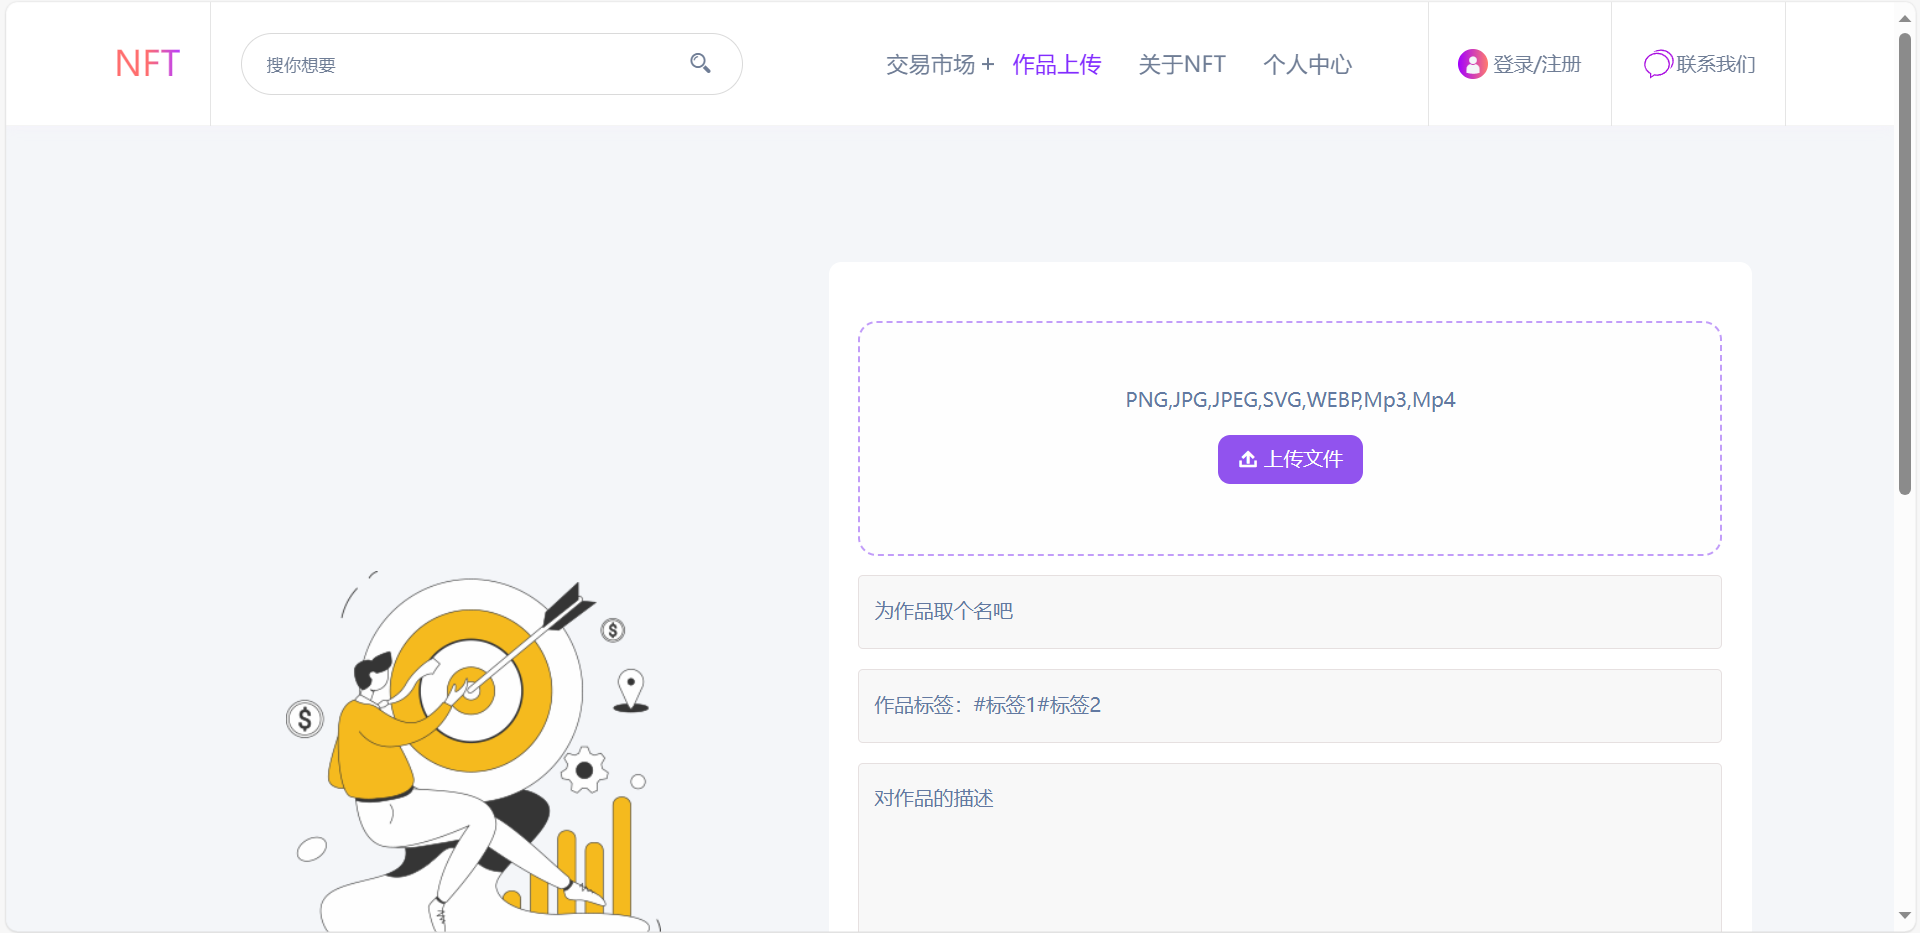 NFT
搜你想要
交易市场 + 作品上传 关于NFT 个人中心
登录/注册
联系我们
PNG,JPG,JPEG,SVG,WEBP,Mp3,Mp4
上传文件
为作品取个名吧
作品标签：#标签1#标签2
对作品的描述
$
$